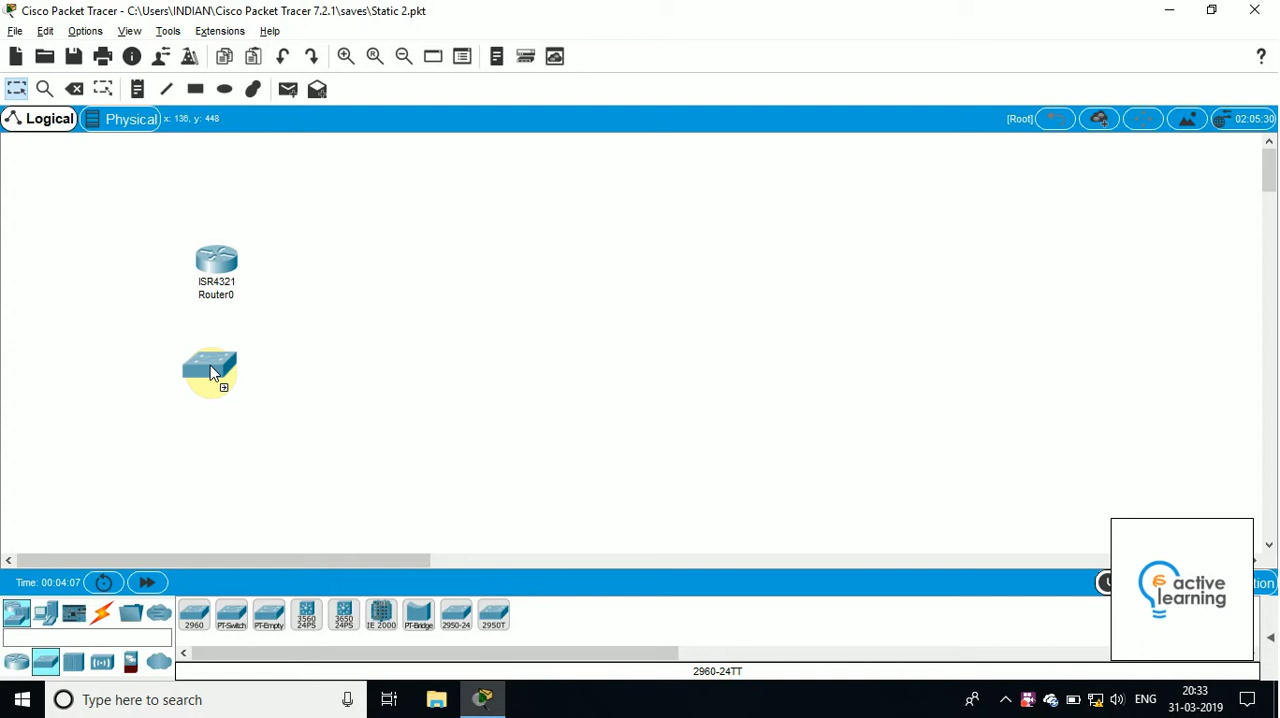 Cisco Packet Tracer - C:\Users\INDIAN\Cisco Packet Tracer 7.2.1\saves\Static 2.pkt
File Edit Options View Tools Extensions Help
Logical Physical x: 136, y: 448 [Root] 02:05:30
ISR4321
Router0
Time: 00:04:07
2960 PT-Switch PT-Empty 3560 24PS 3650 24PS IE 2000 PT-Bridge 2950-24 2950T
2960-24TT
active
learning
Type here to search
ENG
20:33
31-03-2019